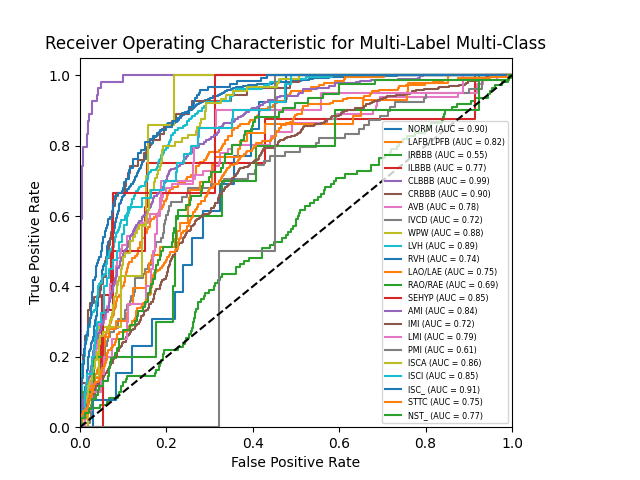 Receiver Operating Characteristic for Multi-Label Multi-Class
1.0
0.8
0.6
0.4
0.2
0.0
True Positive Rate
0.0 0.2 0.4 0.6 0.8 1.0
False Positive Rate
NORM (AUC = 0.90)
LAFB/LPFB (AUC = 0.82)
IRBBB (AUC = 0.55)
ILBBB (AUC = 0.77)
CLBBB (AUC = 0.99)
CRBBB (AUC = 0.90)
AVB (AUC = 0.78)
IVCD (AUC = 0.72)
WPW (AUC = 0.88)
LVH (AUC = 0.89)
RVH (AUC = 0.74)
LAO/LAE (AUC = 0.75)
RAO/RAE (AUC = 0.69)
SEHYP (AUC = 0.85)
AMI (AUC = 0.84)
IMI (AUC = 0.72)
LMI (AUC = 0.79)
PMI (AUC = 0.61)
ISCA (AUC = 0.86)
ISCI (AUC = 0.85)
ISC_ (AUC = 0.91)
STTC (AUC = 0.75)
NST_ (AUC = 0.77)